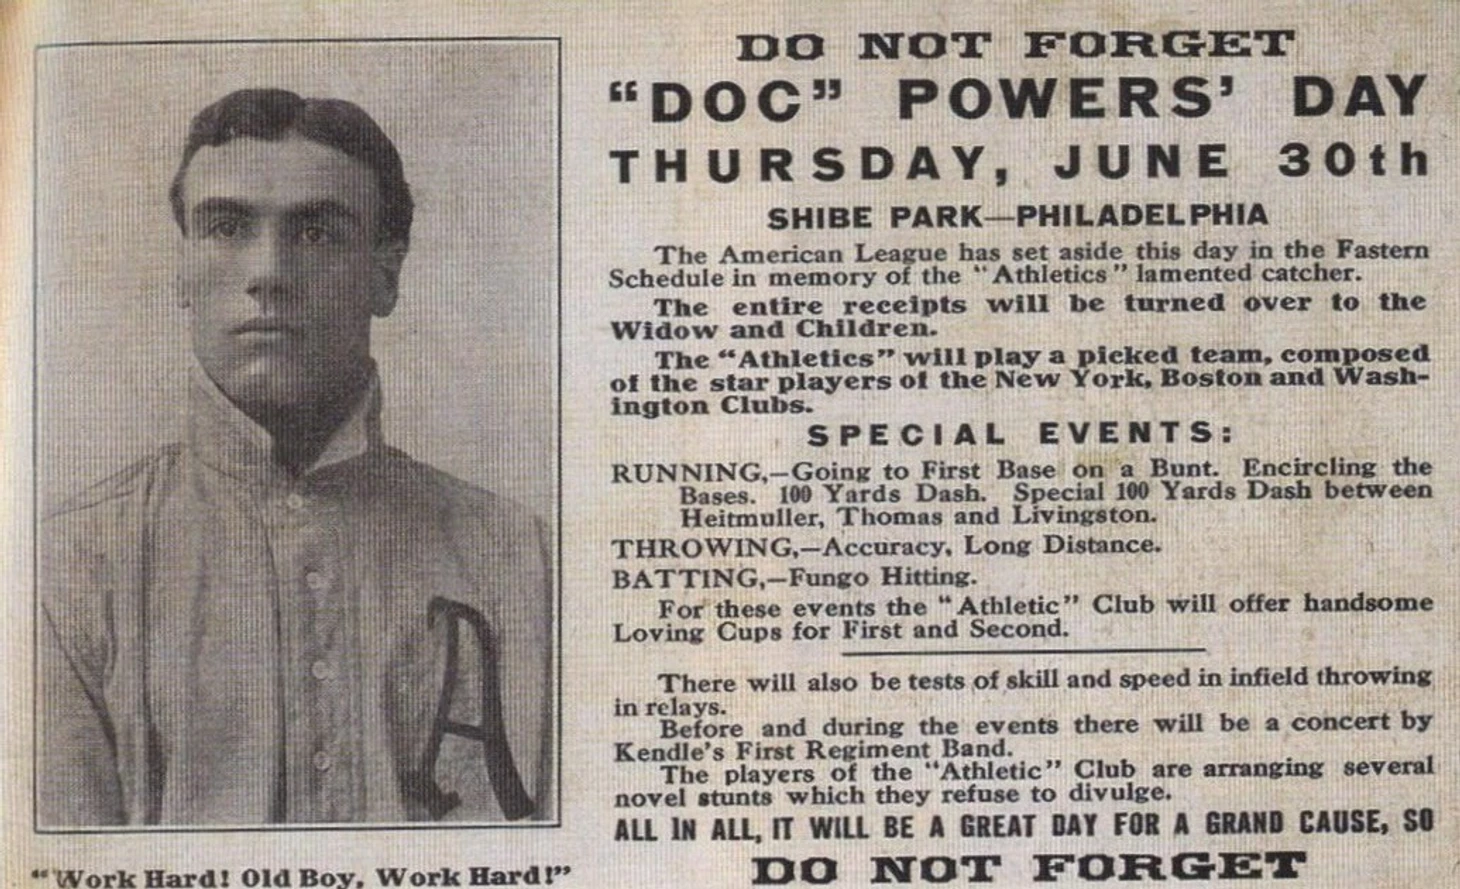 DO NOT FORGET
"DOC" POWERS' DAY
THURSDAY, JUNE 30th
SHIBE PARK—PHILADELPHIA
The American League has set aside this day in the Eastern
Schedule in memory of the "Athletics" lamented catcher.
The entire receipts will be turned over to the
Widow and Children.
The "Athletics" will play a picked team, composed
of the star players of the New York, Boston and Wash-
ington Clubs.
SPECIAL EVENTS:
RUNNING,—Going to First Base on a Bunt. Encircling the
Bases. 100 Yards Dash. Special 100 Yards Dash between
Heitmuller, Thomas and Livingston.
THROWING,—Accuracy, Long Distance.
BATTING,—Fungo Hitting.
For these events the "Athletic" Club will offer handsome
Loving Cups for First and Second.
There will also be tests of skill and speed in infield throwing
in relays.
Before and during the events there will be a concert by
Kendle's First Regiment Band.
The players of the "Athletic" Club are arranging several
novel stunts which they refuse to divulge.
ALL IN ALL, IT WILL BE A GREAT DAY FOR A GRAND CAUSE, SO
DO NOT FORGET
A
"Work Hard! Old Boy, Work Hard!"